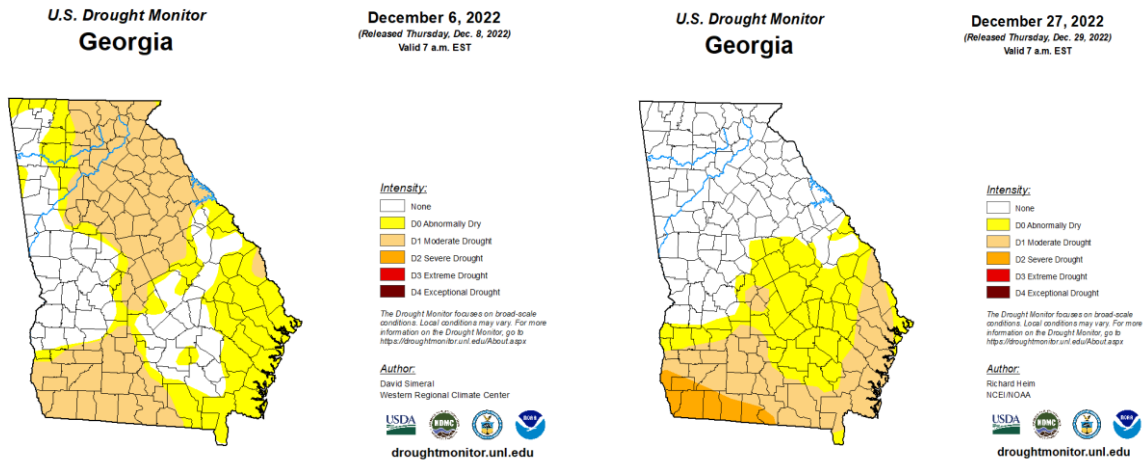 U.S. Drought Monitor
Georgia
December 6, 2022
(Released Thursday, Dec. 8, 2022)
Valid 7 a.m. EST
Intensity:
None
D0 Abnormally Dry
D1 Moderate Drought
D2 Severe Drought
D3 Extreme Drought
D4 Exceptional Drought
The Drought Monitor focuses on broad-scale
conditions. Local conditions may vary. For more
information on the Drought Monitor, go to
https://droughtmonitor.unl.edu/About.aspx
Author:
David Simeral
Western Regional Climate Center
USDA
NDMC
NOAA
droughtmonitor.unl.edu
U.S. Drought Monitor
Georgia
December 27, 2022
(Released Thursday, Dec. 29, 2022)
Valid 7 a.m. EST
Intensity:
None
D0 Abnormally Dry
D1 Moderate Drought
D2 Severe Drought
D3 Extreme Drought
D4 Exceptional Drought
The Drought Monitor focuses on broad-scale
conditions. Local conditions may vary. For more
information on the Drought Monitor, go to
https://droughtmonitor.unl.edu/About.aspx
Author:
Richard Heim
NCEI/NOAA
USDA
NDMC
NOAA
droughtmonitor.unl.edu